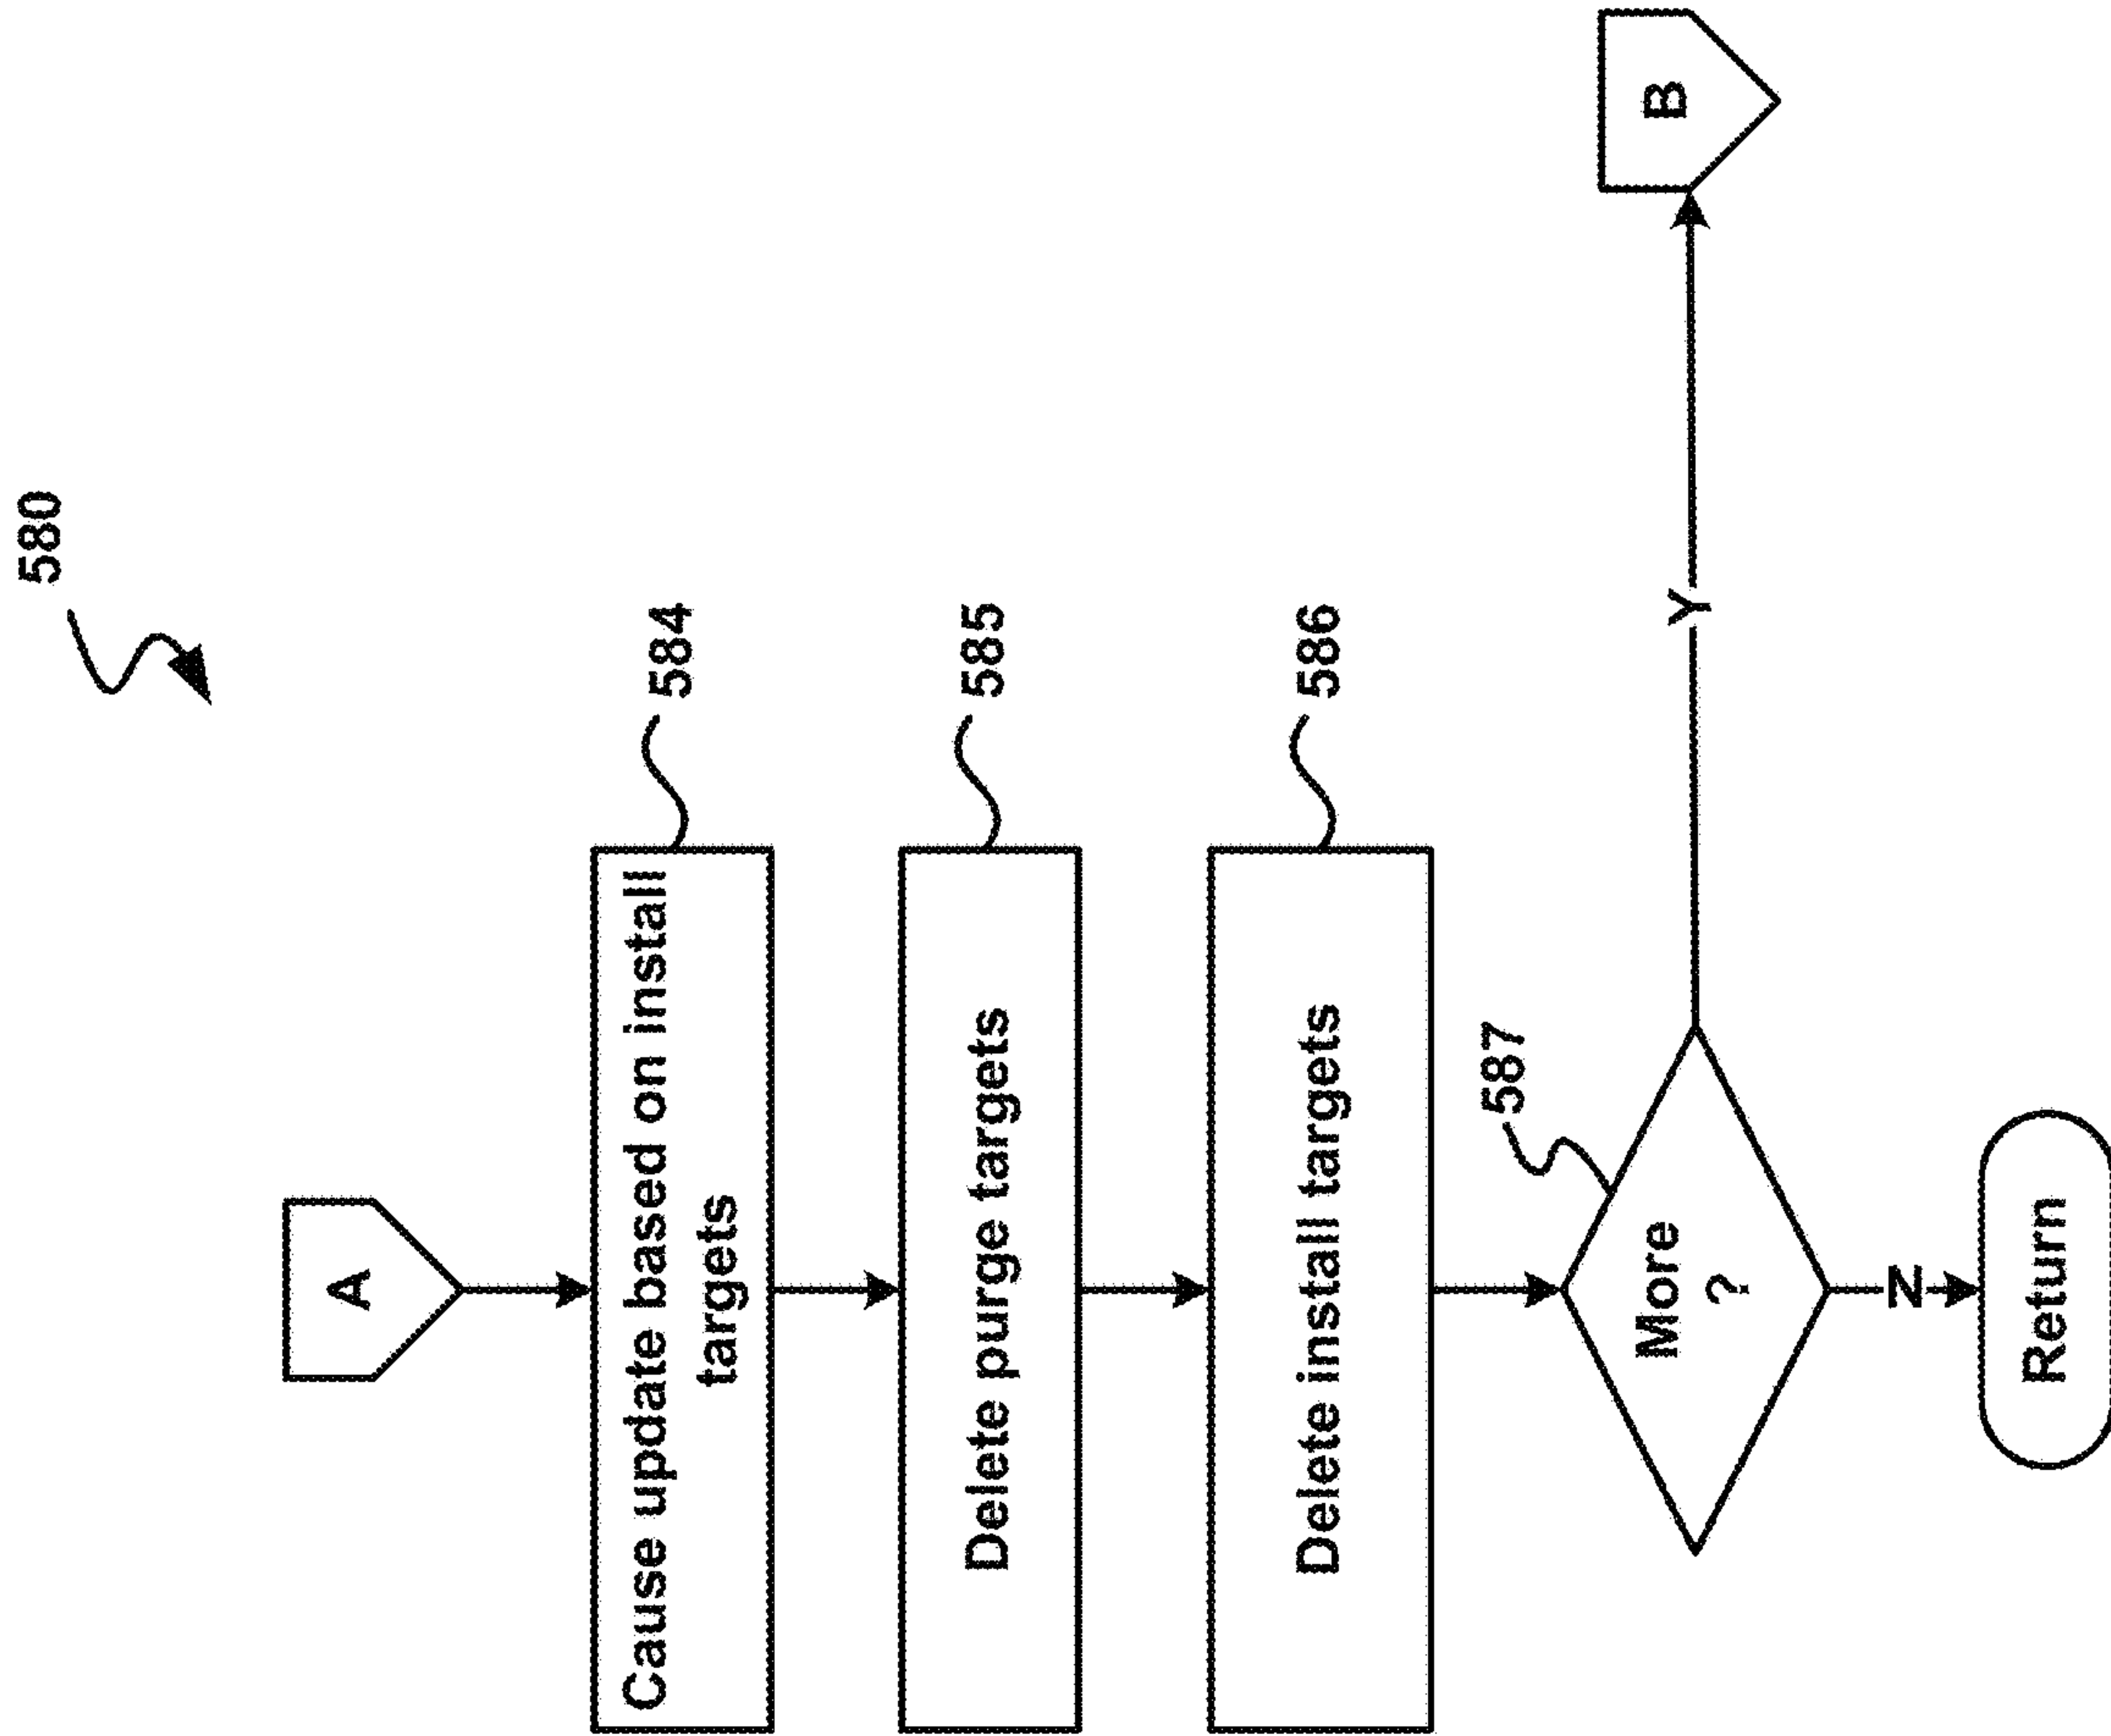 580
A
Cause update based on install
targets
584
Delete purge targets
585
Delete install targets
586
More
?
587
Y
B
N
Return